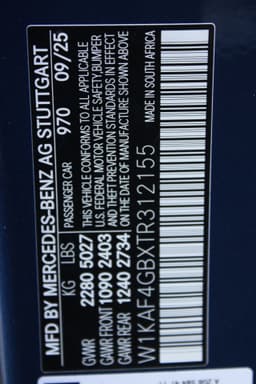 MFD BY MERCEDES-BENZ AG STUTTGART
PASSENGER CAR 970 09/25
KG LBS
GVWR 2280 5027
GAWR FRONT 1090 2403
GAWR REAR 1240 2734
THIS VEHICLE CONFORMS TO ALL APPLICABLE
U.S. FEDERAL MOTOR VEHICLE SAFETY, BUMPER
AND THEFT PREVENTION STANDARDS IN EFFECT
ON THE DATE OF MANUFACTURE SHOWN ABOVE
W1KAF4GBXTR312155
MADE IN SOUTH AFRICA